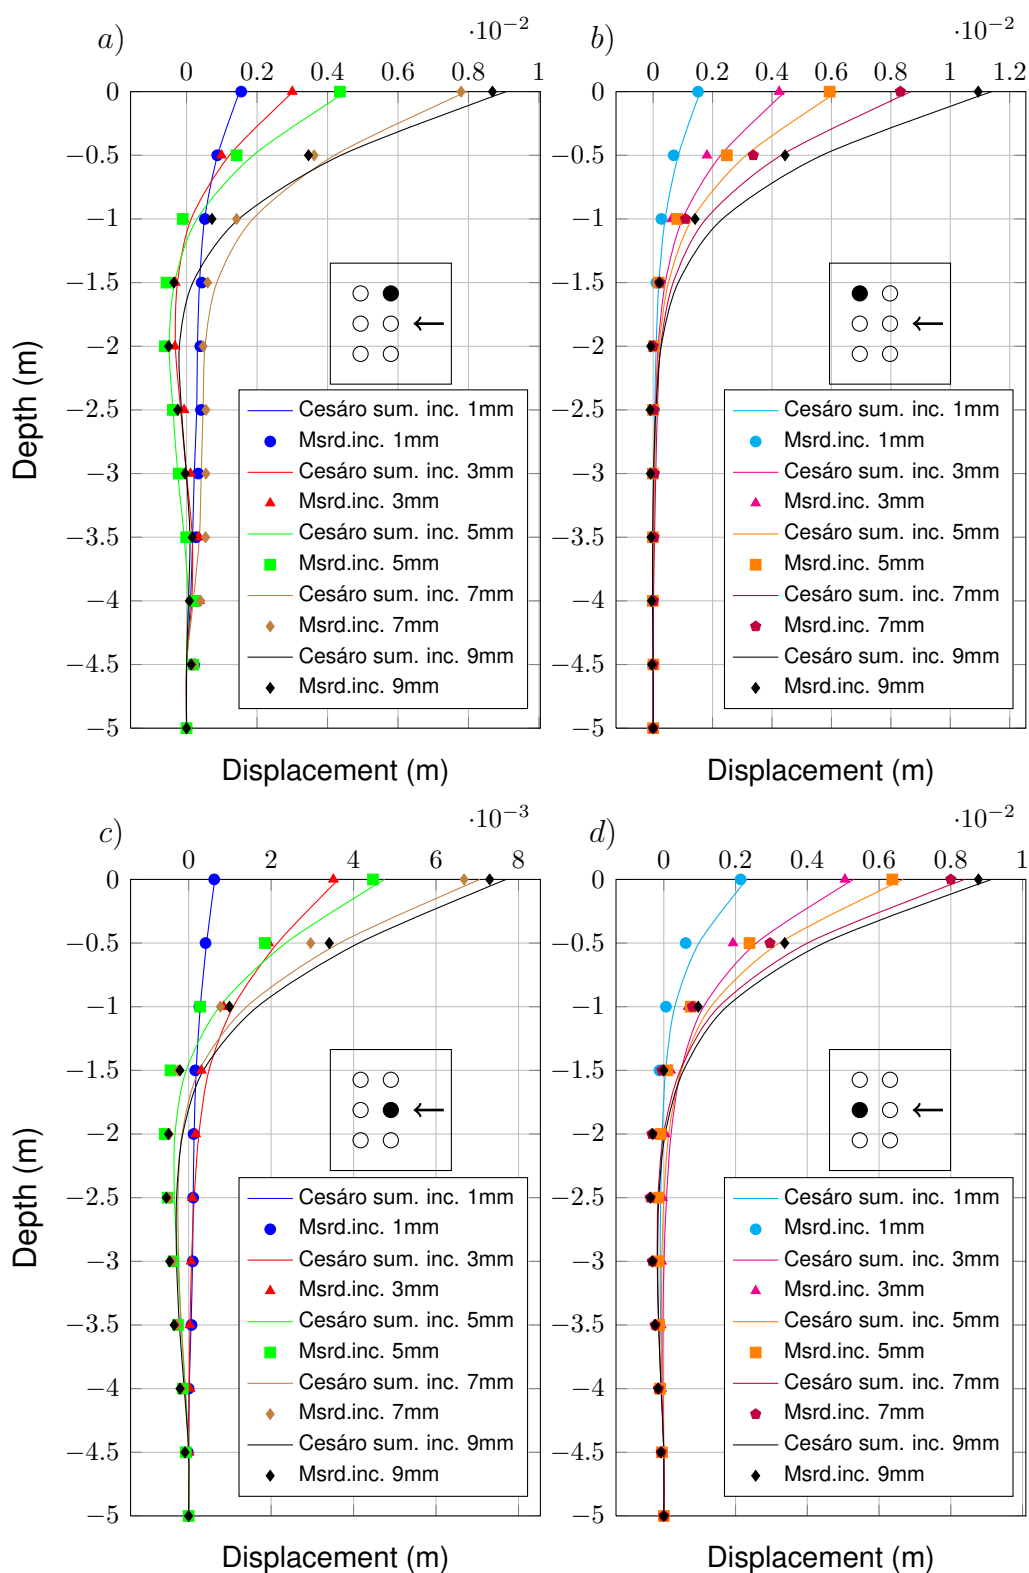 a)
·10⁻²
0 0.2 0.4 0.6 0.8 1
0
−0.5
−1
−1.5
−2
−2.5
−3
−3.5
−4
−4.5
−5
Depth (m)
Cesáro sum. inc. 1mm
Msrd.inc. 1mm
Cesáro sum. inc. 3mm
Msrd.inc. 3mm
Cesáro sum. inc. 5mm
Msrd.inc. 5mm
Cesáro sum. inc. 7mm
Msrd.inc. 7mm
Cesáro sum. inc. 9mm
Msrd.inc. 9mm
Displacement (m)
b)
·10⁻²
0 0.2 0.4 0.6 0.8 1 1.2
0
−0.5
−1
−1.5
−2
−2.5
−3
−3.5
−4
−4.5
−5
Cesáro sum. inc. 1mm
Msrd.inc. 1mm
Cesáro sum. inc. 3mm
Msrd.inc. 3mm
Cesáro sum. inc. 5mm
Msrd.inc. 5mm
Cesáro sum. inc. 7mm
Msrd.inc. 7mm
Cesáro sum. inc. 9mm
Msrd.inc. 9mm
Displacement (m)
c)
·10⁻³
0 2 4 6 8
0
−0.5
−1
−1.5
−2
−2.5
−3
−3.5
−4
−4.5
−5
Depth (m)
Cesáro sum. inc. 1mm
Msrd.inc. 1mm
Cesáro sum. inc. 3mm
Msrd.inc. 3mm
Cesáro sum. inc. 5mm
Msrd.inc. 5mm
Cesáro sum. inc. 7mm
Msrd.inc. 7mm
Cesáro sum. inc. 9mm
Msrd.inc. 9mm
Displacement (m)
d)
·10⁻²
0 0.2 0.4 0.6 0.8 1
0
−0.5
−1
−1.5
−2
−2.5
−3
−3.5
−4
−4.5
−5
Cesáro sum. inc. 1mm
Msrd.inc. 1mm
Cesáro sum. inc. 3mm
Msrd.inc. 3mm
Cesáro sum. inc. 5mm
Msrd.inc. 5mm
Cesáro sum. inc. 7mm
Msrd.inc. 7mm
Cesáro sum. inc. 9mm
Msrd.inc. 9mm
Displacement (m)